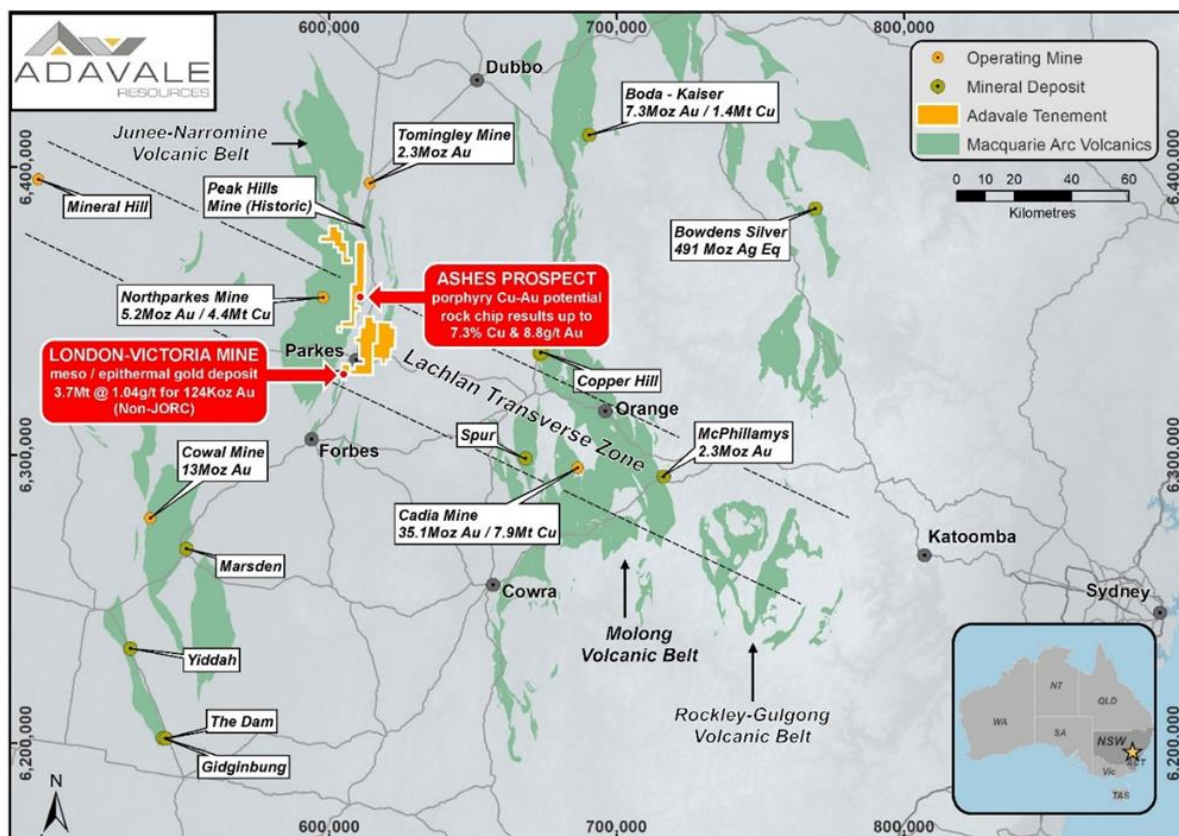 600,000
700,000
800,000
ADAVALE
RESOURCES
Dubbo
Boda - Kaiser
7.3Moz Au / 1.4Mt Cu
Operating Mine
Mineral Deposit
Adavale Tenement
Macquarie Arc Volcanics
0 20 40 60
Kilometres
Junee-Narromine
Volcanic Belt
Tomingley Mine
2.3Moz Au
6,400,000
6,400,000
Mineral Hill
Peak Hills
Mine (Historic)
Bowdens Silver
491 Moz Ag Eq
Northparkes Mine
5.2Moz Au / 4.4Mt Cu
ASHES PROSPECT
porphyry Cu-Au potential
rock chip results up to
7.3% Cu & 8.8g/t Au
Parkes
LONDON-VICTORIA MINE
meso / epithermal gold deposit
3.7Mt @ 1.04g/t for 124Koz Au
(Non-JORC)
Lachlan Transverse Zone
Copper Hill
Orange
Spur
McPhillamys
2.3Moz Au
Forbes
6,300,000
6,300,000
Cowal Mine
13Moz Au
Cadia Mine
35.1Moz Au / 7.9Mt Cu
Marsden
Katoomba
Cowra
Sydney
Molong
Volcanic Belt
Yiddah
Rockley-Gulgong
Volcanic Belt
The Dam
Gidginbung
6,200,000
6,200,000
NT
QLD
WA
SA
NSW
ACT
Vic
TAS
N
600,000
700,000
800,000